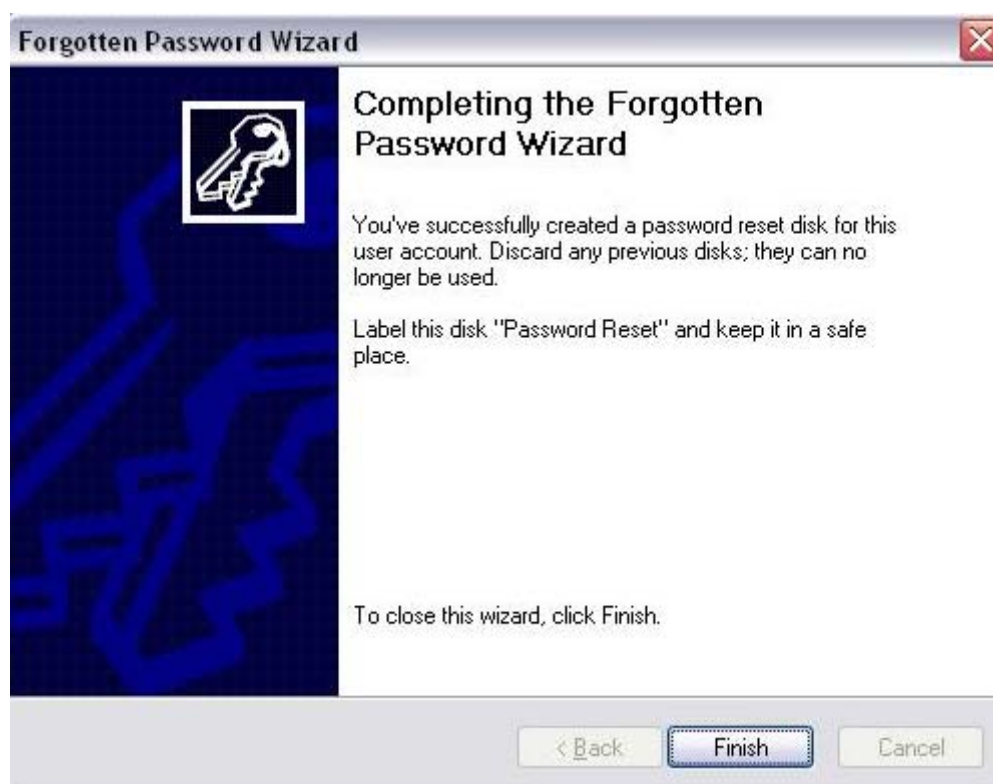 Forgotten Password Wizard
Completing the Forgotten
Password Wizard
You've successfully created a password reset disk for this
user account. Discard any previous disks; they can no
longer be used.
Label this disk "Password Reset" and keep it in a safe
place.
To close this wizard, click Finish.
< Back Finish Cancel